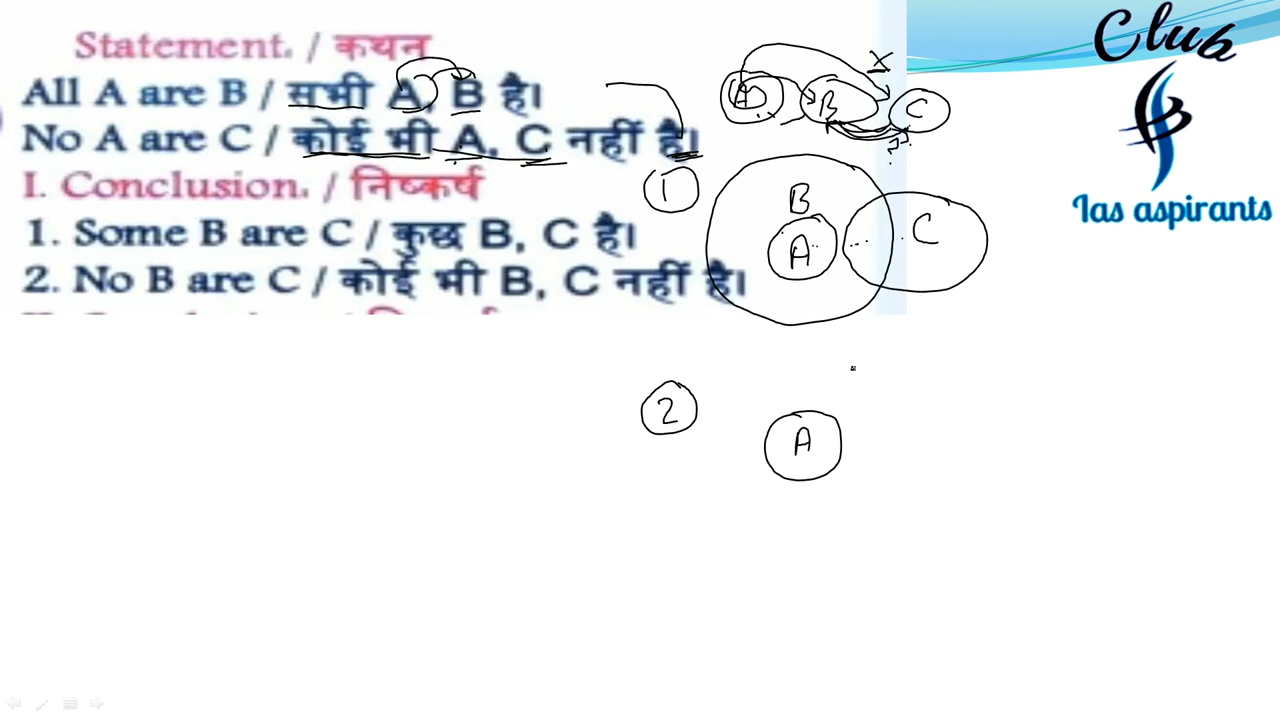 Statement. / कथन
All A are B / सभी A, B है।
No A are C / कोई भी A, C नहीं है।
I. Conclusion. / निष्कर्ष
1. Some B are C / कुछ B, C है।
2. No B are C / कोई भी B, C नहीं है।
A B C
X
1
B
A
C
2
A
Club
Ias aspirants